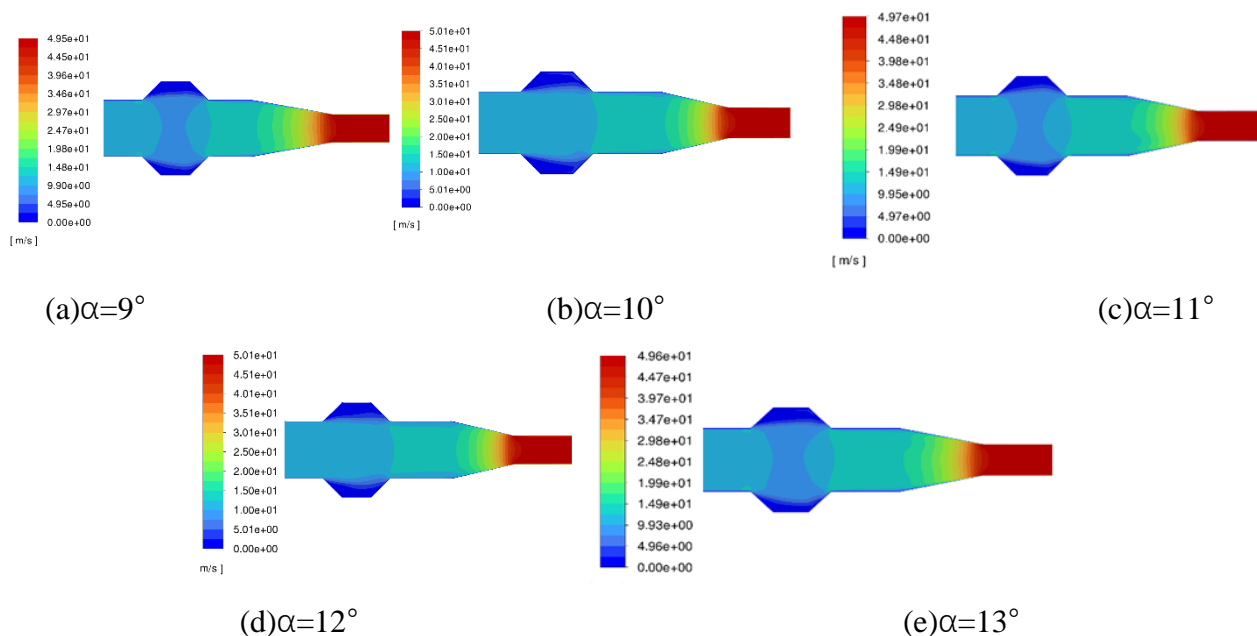 4.95e+01
4.45e+01
3.96e+01
3.46e+01
2.97e+01
2.47e+01
1.98e+01
1.48e+01
9.90e+00
4.95e+00
0.00e+00
[ m/s ]
5.01e+01
4.51e+01
4.01e+01
3.51e+01
3.01e+01
2.51e+01
2.00e+01
1.50e+01
1.00e+01
5.01e+00
0.00e+00
[ m/s ]
4.97e+01
4.48e+01
3.98e+01
3.48e+01
2.98e+01
2.49e+01
1.99e+01
1.49e+01
9.95e+00
4.97e+00
0.00e+00
[ m/s ]
(a)α=9°
(b)α=10°
(c)α=11°
5.01e+01
4.51e+01
4.01e+01
3.51e+01
3.01e+01
2.51e+01
2.00e+01
1.50e+01
1.00e+01
5.01e+00
0.00e+00
m/s ]
4.96e+01
4.47e+01
3.97e+01
3.47e+01
2.98e+01
2.48e+01
1.99e+01
1.49e+01
9.93e+00
4.96e+00
0.00e+00
(d)α=12°
(e)α=13°